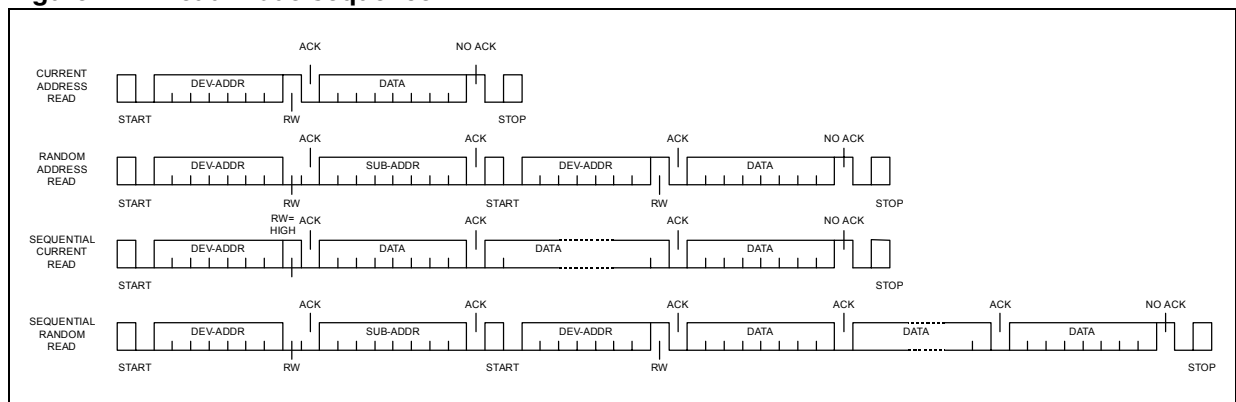 ACK NO ACK
CURRENT
ADDRESS
READ
DEV-ADDR DATA
START RW STOP
ACK ACK ACK NO ACK
RANDOM
ADDRESS
READ
DEV-ADDR SUB-ADDR DEV-ADDR DATA
START RW START RW STOP
RW=
HIGH
ACK ACK ACK NO ACK
SEQUENTIAL
CURRENT
READ
DEV-ADDR DATA DATA DATA
START STOP
ACK ACK ACK ACK ACK NO ACK
SEQUENTIAL
RANDOM
READ
DEV-ADDR SUB-ADDR DEV-ADDR DATA DATA DATA
START RW START RW STOP